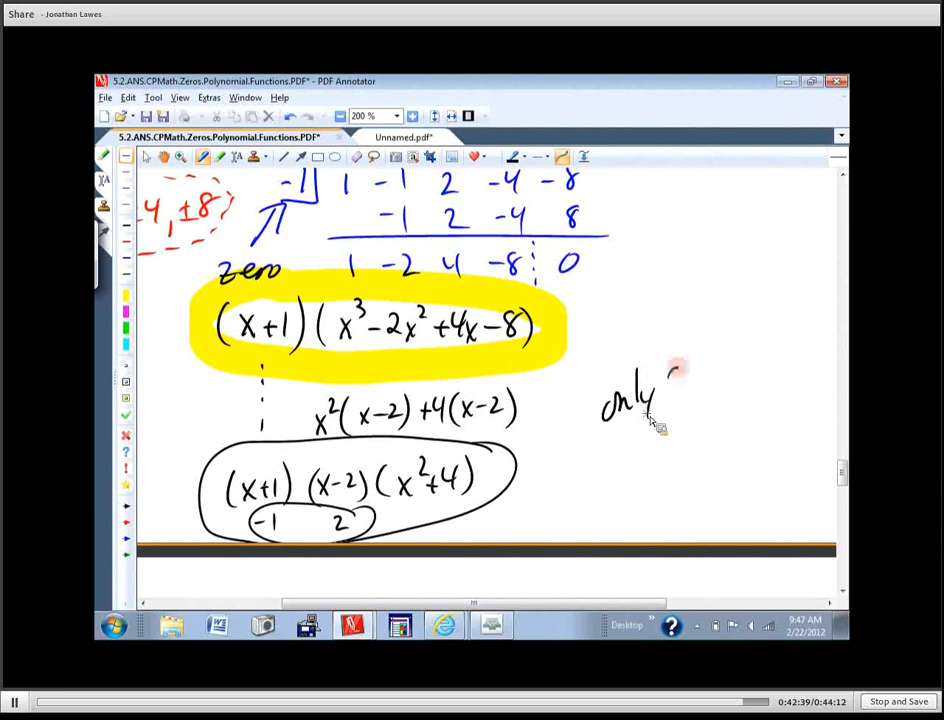 Share - Jonathan Lawes
5.2.ANS.CPMath.Zeros.Polynomial.Functions.PDF* - PDF Annotator
File Edit Tool View Extras Window Help
200 %
5.2.ANS.CPMath.Zeros.Polynomial.Functions.PDF* Unnamed.pdf*
-1 1 -1 2 -4 -8
4, ±8 -1 2 -4 8
zero 1 -2 4 -8 0
(x+1)(x³-2x²+4x-8)
only
x²(x-2)+4(x-2)
(x+1)(x-2)(x²+4)
-1 2
Desktop 9:47 AM
2/22/2012
0:42:39/0:44:12 Stop and Save